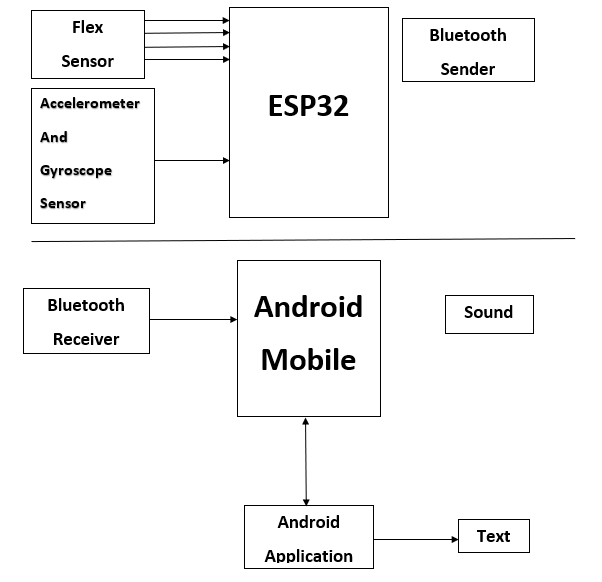 Flex
Sensor
Accelerometer
And
Gyroscope
Sensor
ESP32
Bluetooth
Sender
Bluetooth
Receiver
Android
Mobile
Sound
Android
Application
Text